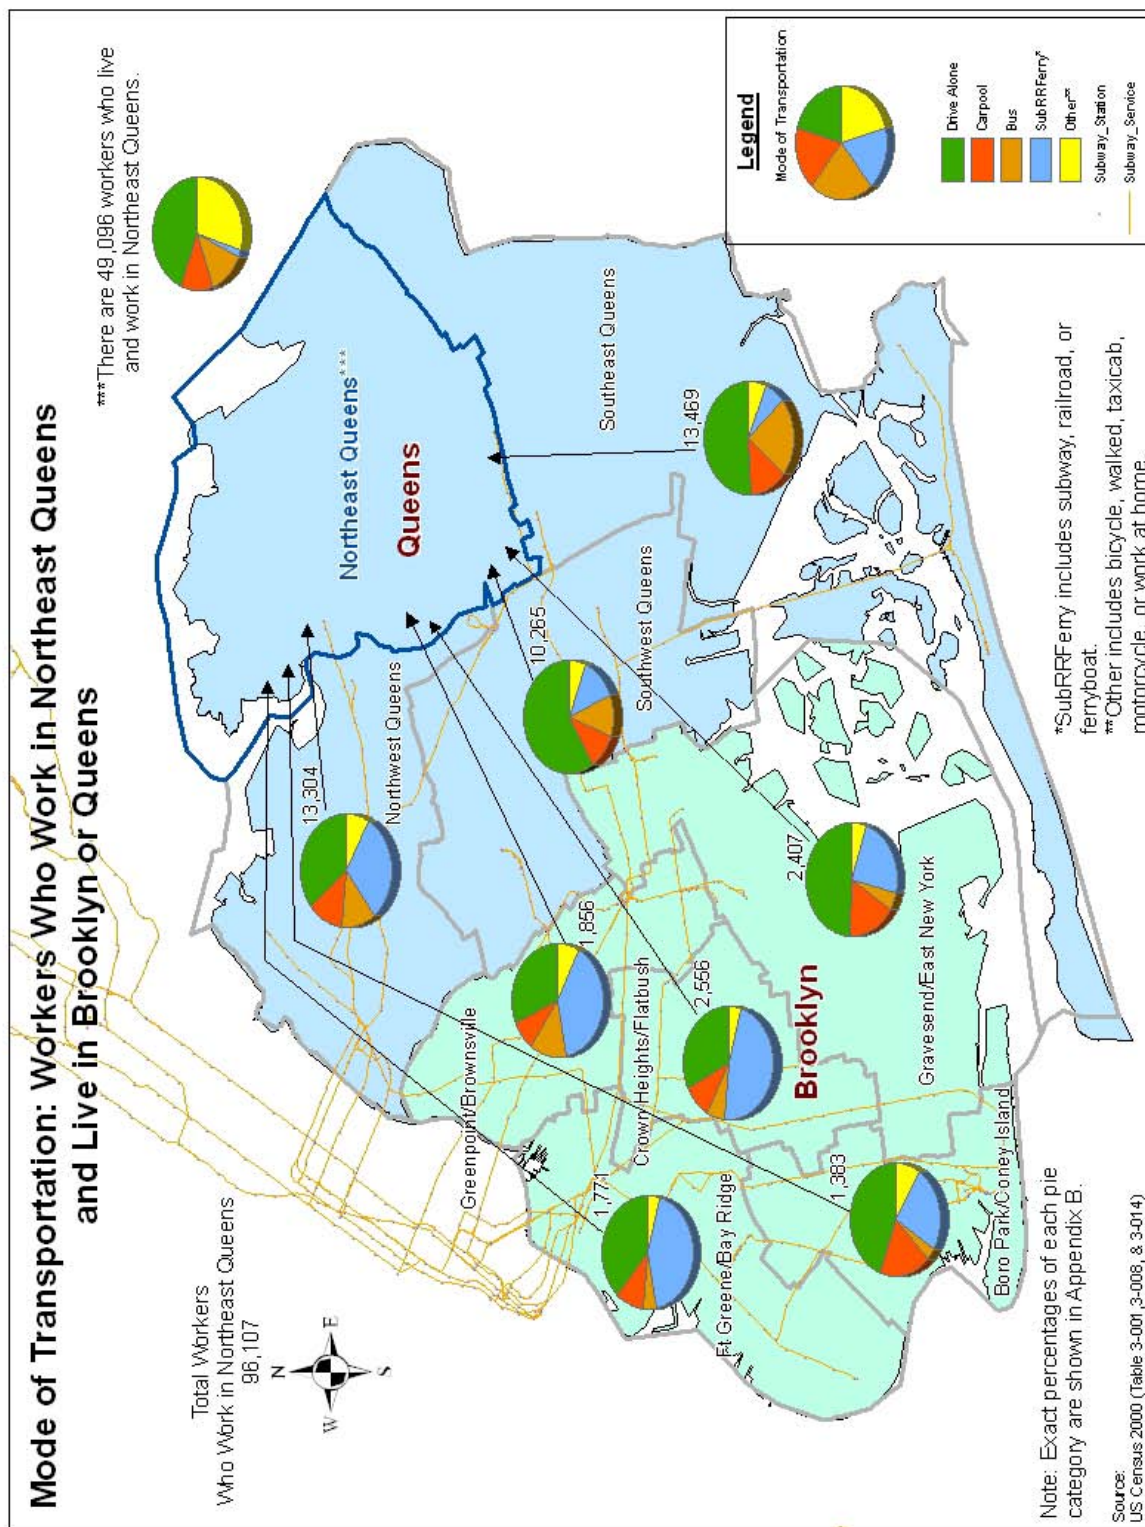 Mode of Transportation: Workers Who Work in Northeast Queens
and Live in Brooklyn or Queens
***There are 49,096 workers who live
and work in Northeast Queens.
Total Workers
Who Work in Northeast Queens
96,107
N
W
E
S
Northeast Queens***
Queens
13,304
Northwest Queens
10,265
Southwest Queens
13,469
Southeast Queens
1,856
Greenpoint/Brownsville
2,556
Crown Heights/Flatbush
Brooklyn
2,407
Gravesend/East New York
1,771
Ft Greene/Bay Ridge
1,383
Boro Park/Coney-Island
Legend
Mode of Transportation
Drive Alone
Carpool
Bus
SubRRFerry*
Other**
Subway_Station
Subway_Service
*SubRRFerry includes subway, railroad, or
ferryboat.
**Other includes bicycle, walked, taxicab,
motorcycle, or work at home.
Note: Exact percentages of each pie
category are shown in Appendix B.
Source:
US Census 2000 (Table 3-001,3-008, & 3-014)